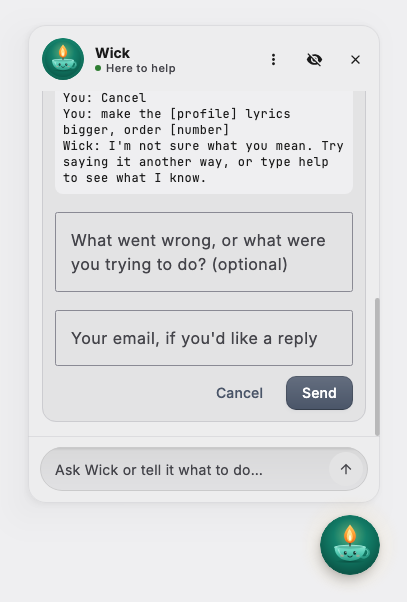 Wick
Here to help
You: Cancel
You: make the [profile] lyrics
bigger, order [number]
Wick: I'm not sure what you mean. Try
saying it another way, or type help
to see what I know.
What went wrong, or what were
you trying to do? (optional)
Your email, if you'd like a reply
Cancel
Send
Ask Wick or tell it what to do...